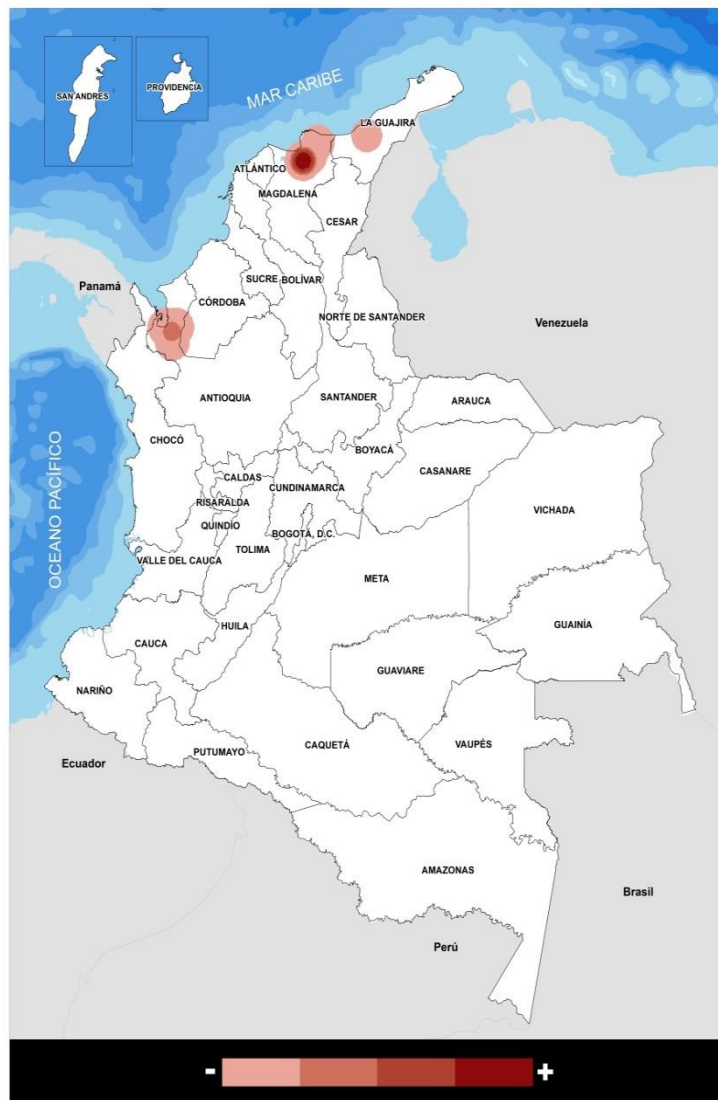 SAN ANDRES
PROVIDENCIA
MAR CARIBE
LA GUAJIRA
ATLÁNTICO
MAGDALENA
CESAR
SUCRE
BOLÍVAR
Panamá
CÓRDOBA
NORTE DE SANTANDER
Venezuela
ANTIOQUIA
SANTANDER
ARAUCA
CHOCÓ
BOYACÁ
CASANARE
OCEANO PACÍFICO
CALDAS
CUNDINAMARCA
RISARALDA
VICHADA
QUINDÍO
BOGOTÁ, D.C.
TOLIMA
VALLE DEL CAUCA
META
HUILA
GUAINÍA
CAUCA
GUAVIARE
NARIÑO
CAQUETÁ
VAUPÉS
PUTUMAYO
Ecuador
AMAZONAS
Brasil
Perú
- +